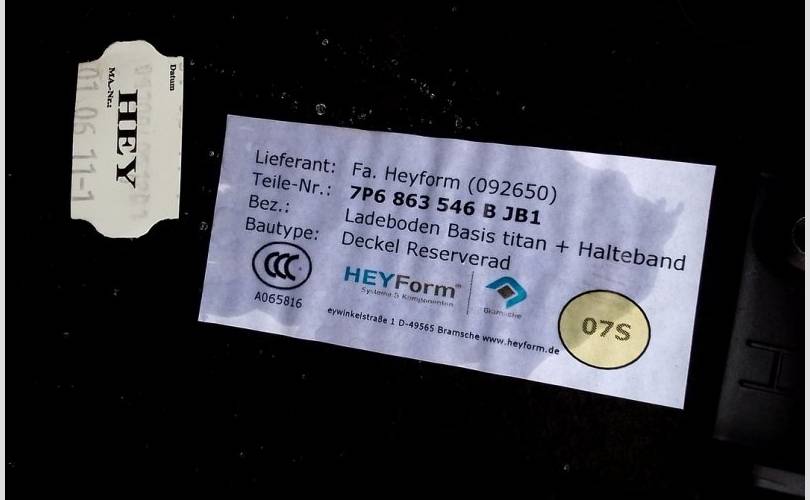 Datum
MA.-Nr.:
HEY
01 06 11-1
Lieferant: Fa. Heyform (092650)
Teile-Nr.: 7P6 863 546 B JB1
Bez.: Ladeboden Basis titan + Halteband
Bautype: Deckel Reserverad
CCC
A065816
HEYForm
Systeme & Komponenten
Bramsche
eywinkelstraße 1 D-49565 Bramsche www.heyform.de
07S